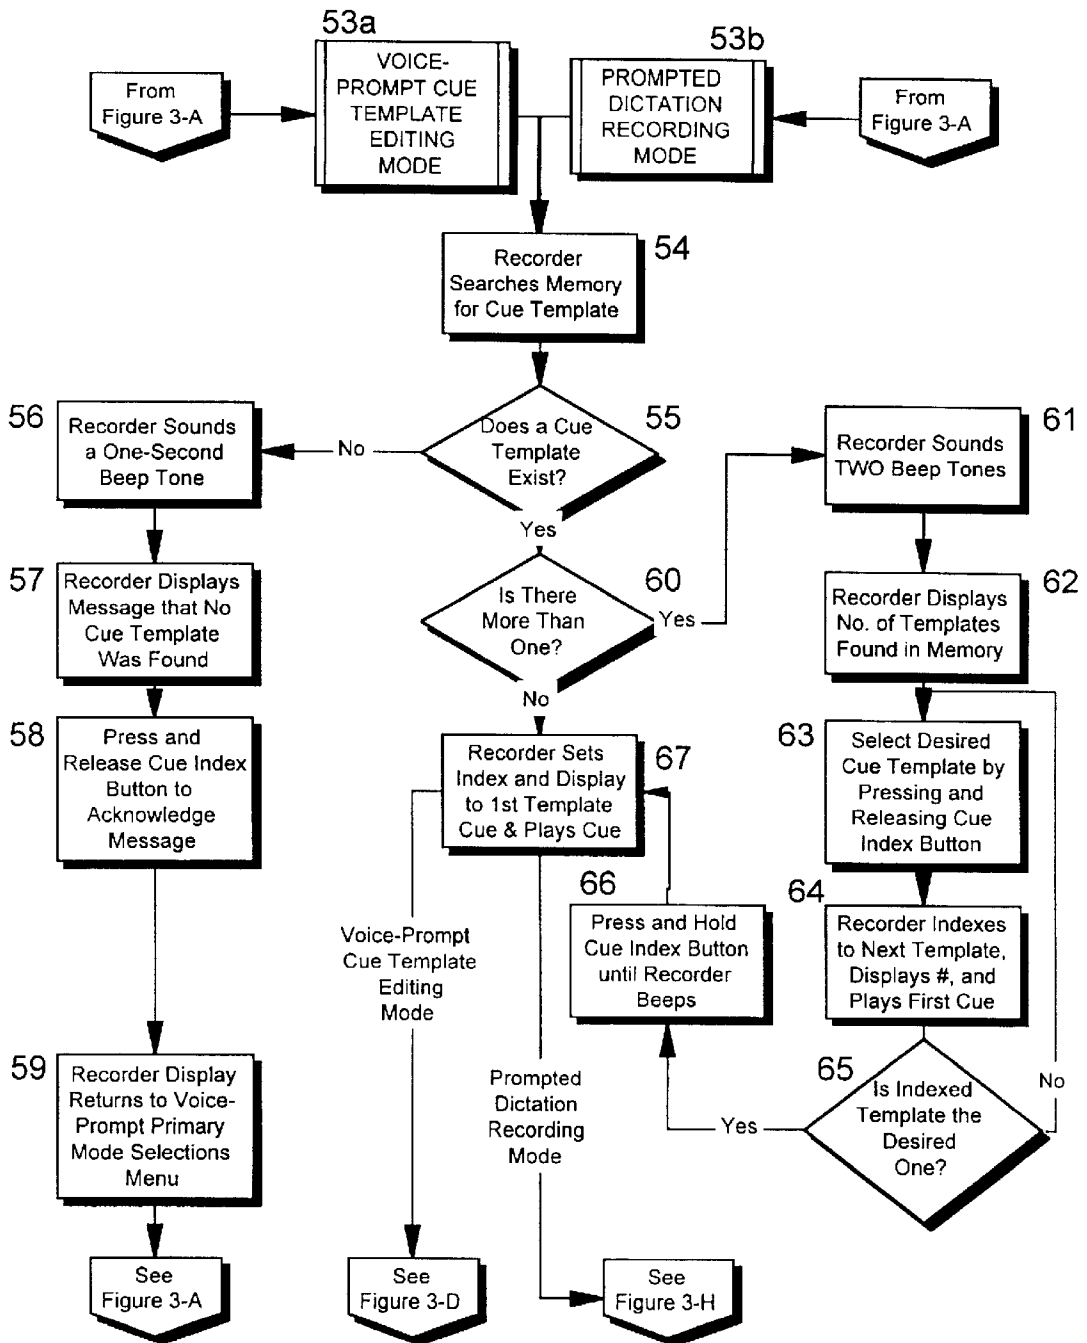 53a
VOICE-
PROMPT CUE
TEMPLATE
EDITING
MODE
53b
PROMPTED
DICTATION
RECORDING
MODE
From
Figure 3-A
From
Figure 3-A
54
Recorder
Searches Memory
for Cue Template
55
Does a Cue
Template
Exist?
No
Yes
56
Recorder Sounds
a One-Second
Beep Tone
57
Recorder Displays
Message that No
Cue Template
Was Found
58
Press and
Release Cue Index
Button to
Acknowledge
Message
59
Recorder Display
Returns to Voice-
Prompt Primary
Mode Selections
Menu
See
Figure 3-A
60
Is There
More Than
One?
Yes
No
61
Recorder Sounds
TWO Beep Tones
62
Recorder Displays
No. of Templates
Found in Memory
63
Select Desired
Cue Template by
Pressing and
Releasing Cue
Index Button
64
Recorder Indexes
to Next Template,
Displays #, and
Plays First Cue
65
Is Indexed
Template the
Desired
One?
No
Yes
66
Press and Hold
Cue Index Button
until Recorder
Beeps
67
Recorder Sets
Index and Display
to 1st Template
Cue & Plays Cue
Voice-Prompt
Cue Template
Editing
Mode
Prompted
Dictation
Recording
Mode
See
Figure 3-D
See
Figure 3-H